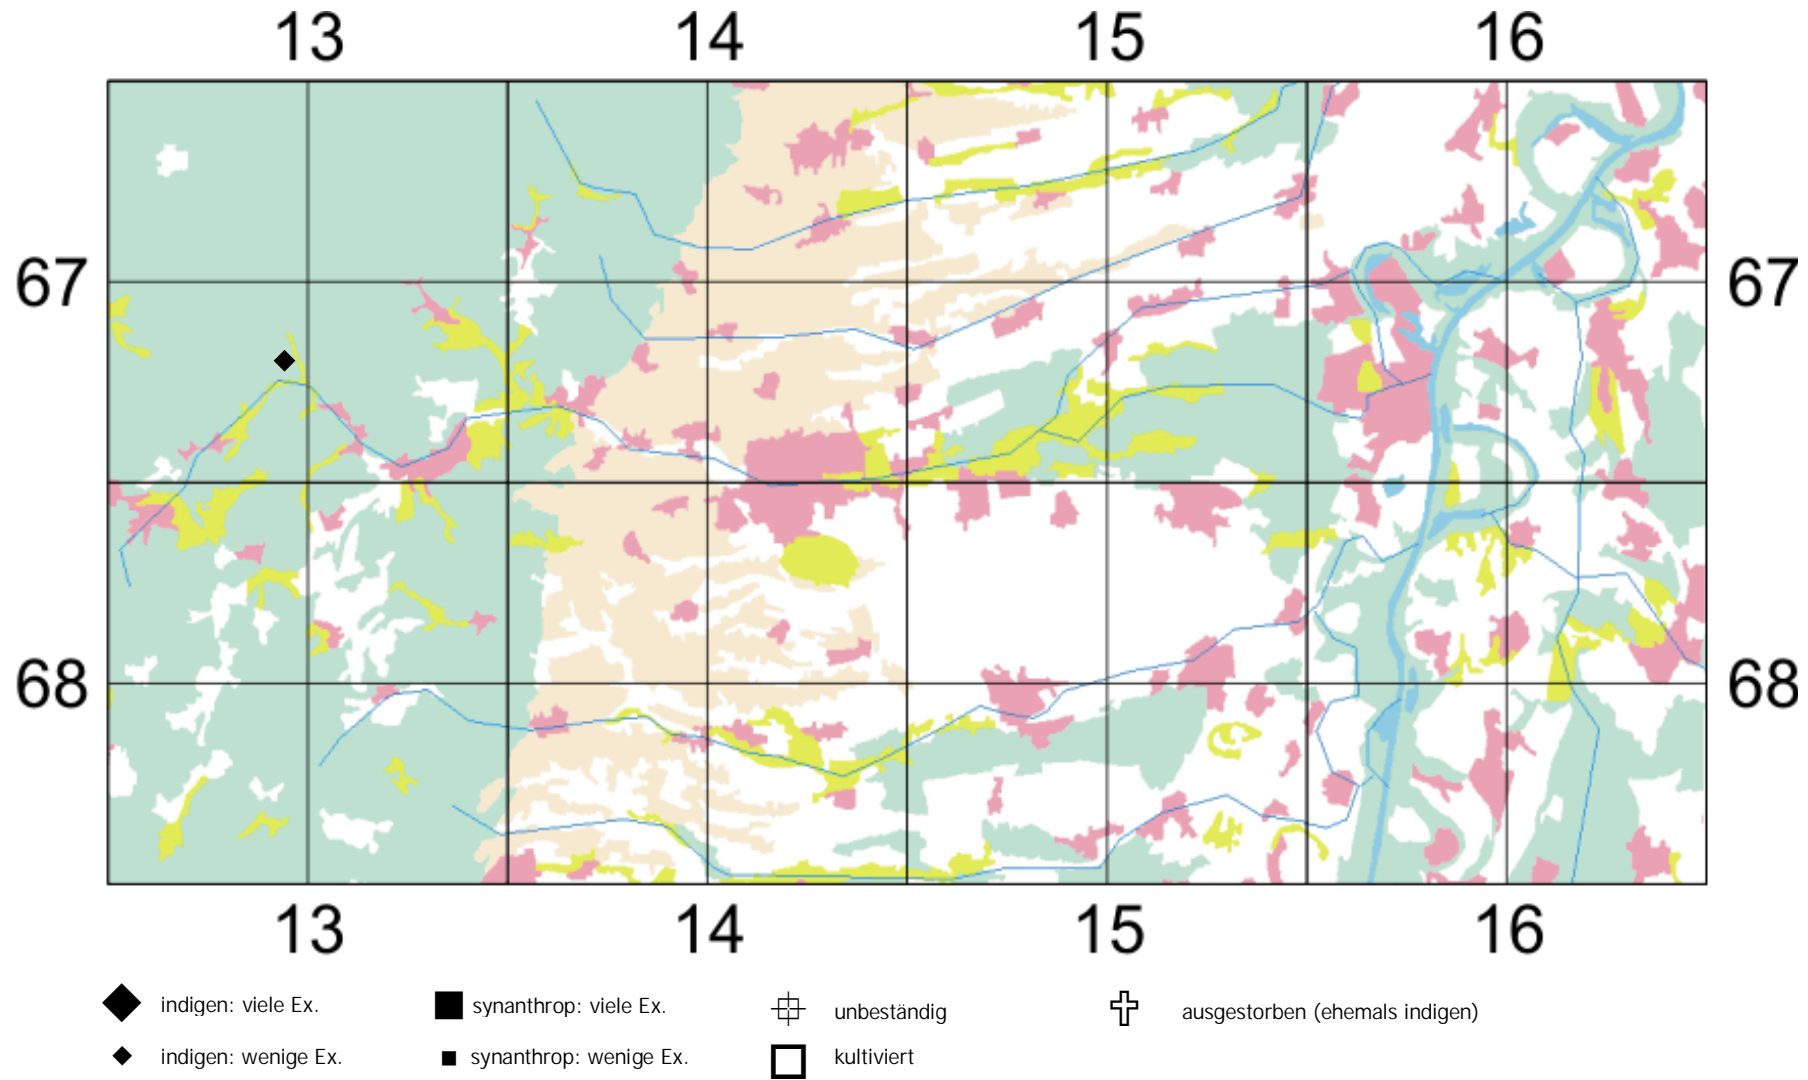 13 14 15 16
67 67
68 68
13 14 15 16
indigen: viele Ex. synanthrop: viele Ex. unbeständig ausgestorben (ehemals indigen)
indigen: wenige Ex. synanthrop: wenige Ex. kultiviert